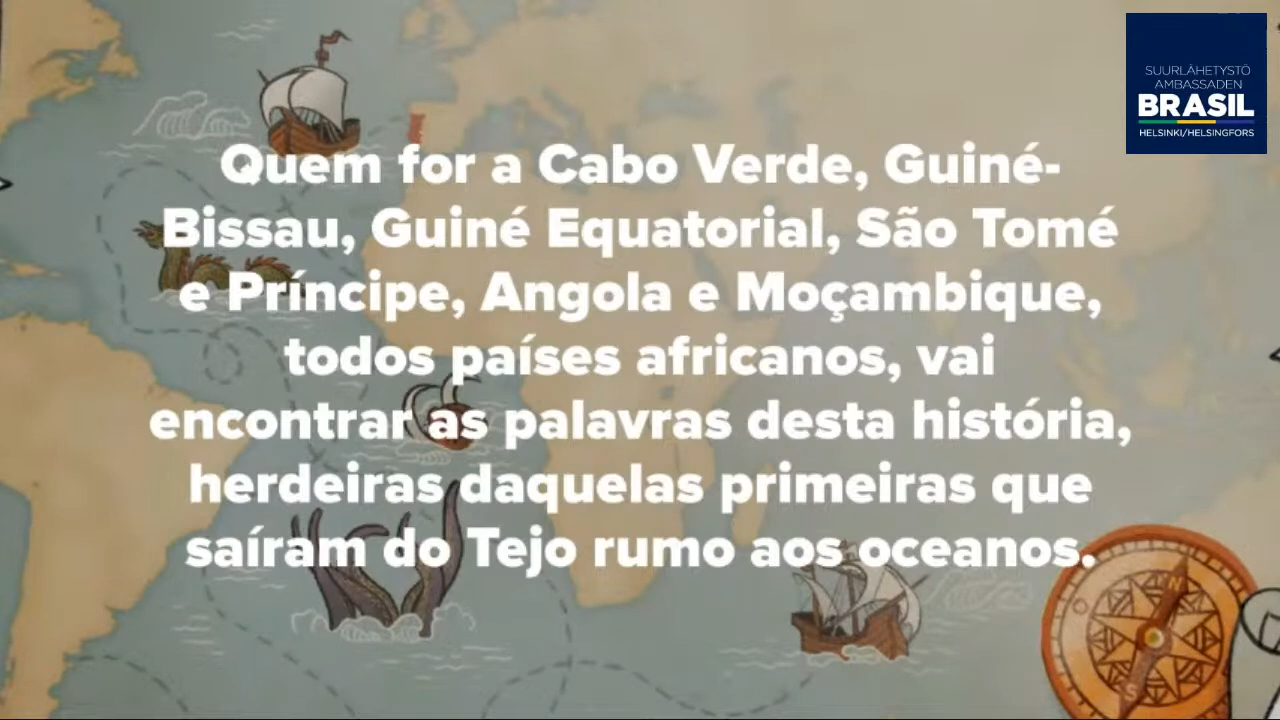 SUURLÄHETYSTÖ
AMBASSADEN
BRASIL
HELSINKI/HELSINGFORS
Quem for a Cabo Verde, Guiné-
Bissau, Guiné Equatorial, São Tomé
e Príncipe, Angola e Moçambique,
todos países africanos, vai
encontrar as palavras desta história,
herdeiras daquelas primeiras que
saíram do Tejo rumo aos oceanos.
N
S